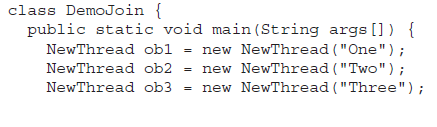 class DemoJoin {
public static void main(String args[]) {
NewThread ob1 = new NewThread("One");
NewThread ob2 = new NewThread("Two");
NewThread ob3 = new NewThread("Three");